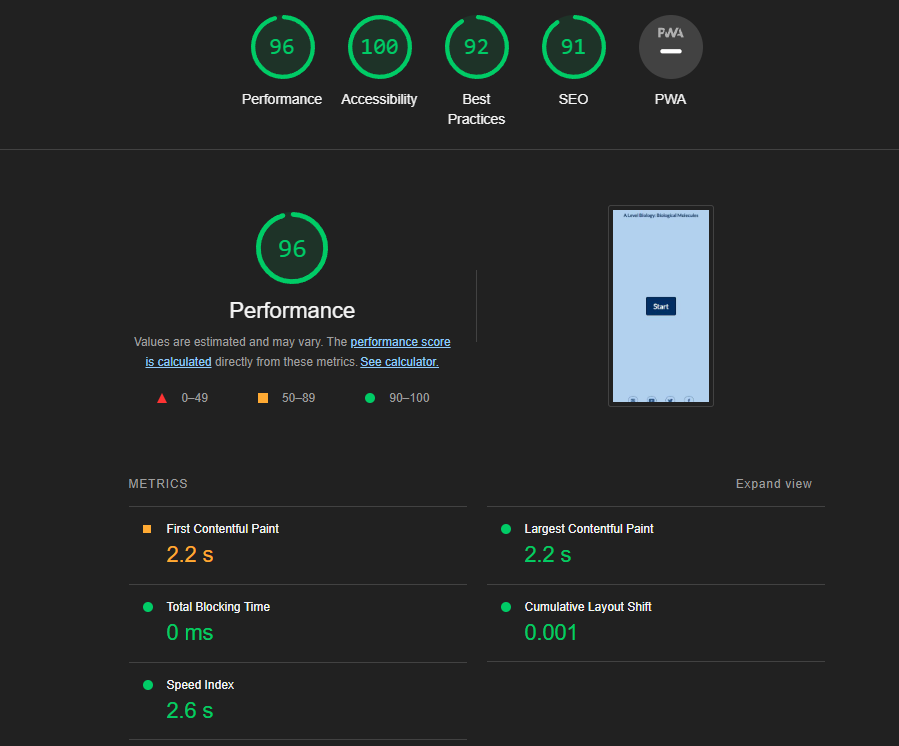 96
100
92
91
PWA
Performance
Accessibility
Best
Practices
SEO
PWA
96
Performance
Values are estimated and may vary. The performance score
is calculated directly from these metrics. See calculator.
0–49
50–89
90–100
A Level Biology: Biological Molecules
Start
METRICS
Expand view
First Contentful Paint
2.2 s
Largest Contentful Paint
2.2 s
Total Blocking Time
0 ms
Cumulative Layout Shift
0.001
Speed Index
2.6 s